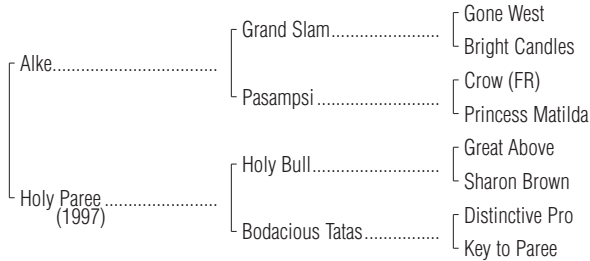 Gone West
Grand Slam..........................
Bright Candles
Alke.......................................
Crow (FR)
Pasampsi .............................
Princess Matilda
Great Above
Holy Bull..............................
Sharon Brown
Holy Paree ...........................
(1997)
Distinctive Pro
Bodacious Tatas..................
Key to Paree